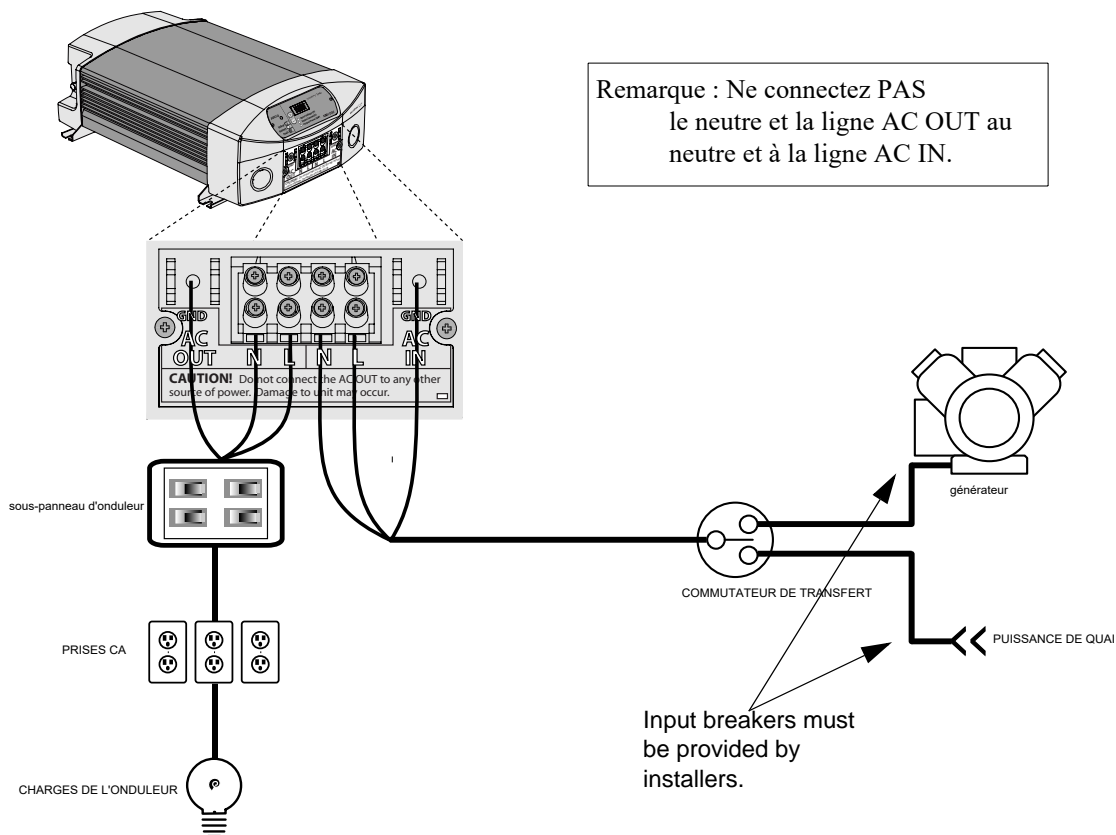 Remarque : Ne connectez PAS
le neutre et la ligne AC OUT au
neutre et à la ligne AC IN.
GND
GND
AC
OUT
N
L
N
L
AC
IN
CAUTION! Do not connect the AC OUT to any other
source of power. Damage to unit may occur.
générateur
sous-panneau d'onduleur
COMMUTATEUR DE TRANSFERT
PRISES CA
PUISSANCE DE QUAI
Input breakers must
be provided by
installers.
CHARGES DE L'ONDULEUR